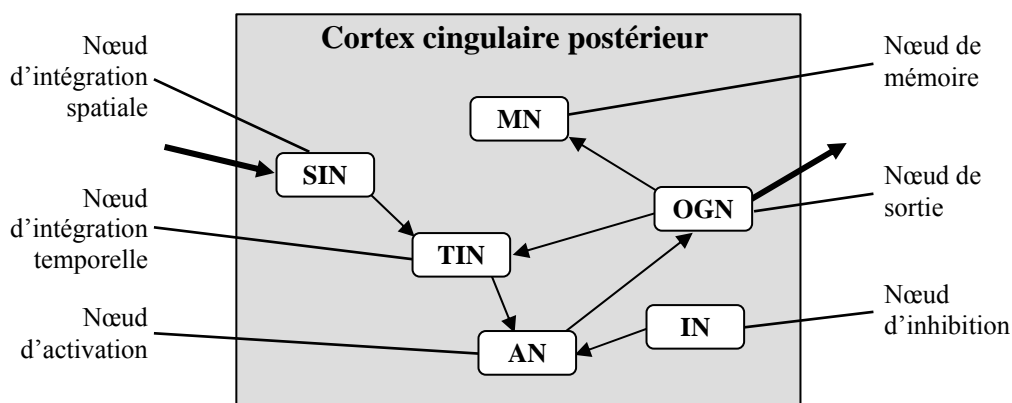 Cortex cingulaire postérieur
Nœud
d’intégration
spatiale
Nœud
d’intégration
temporelle
Nœud
d’activation
MN
SIN
OGN
TIN
IN
AN
Nœud de
mémoire
Nœud de
sortie
Nœud
d’inhibition